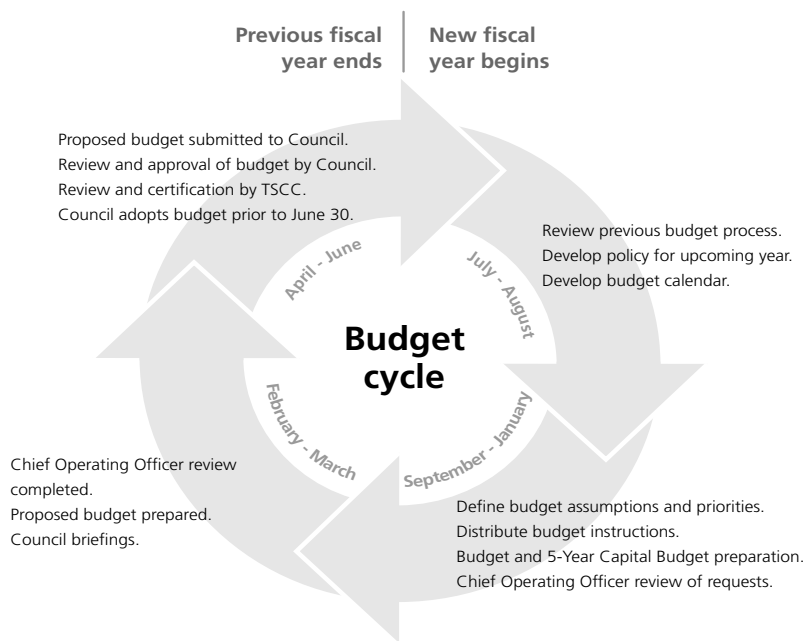 Previous fiscal
year ends
New fiscal
year begins
Proposed budget submitted to Council.
Review and approval of budget by Council.
Review and certification by TSCC.
Council adopts budget prior to June 30.
April - June
July - August
Review previous budget process.
Develop policy for upcoming year.
Develop budget calendar.
Budget
cycle
February - March
September - January
Chief Operating Officer review
completed.
Proposed budget prepared.
Council briefings.
Define budget assumptions and priorities.
Distribute budget instructions.
Budget and 5-Year Capital Budget preparation.
Chief Operating Officer review of requests.